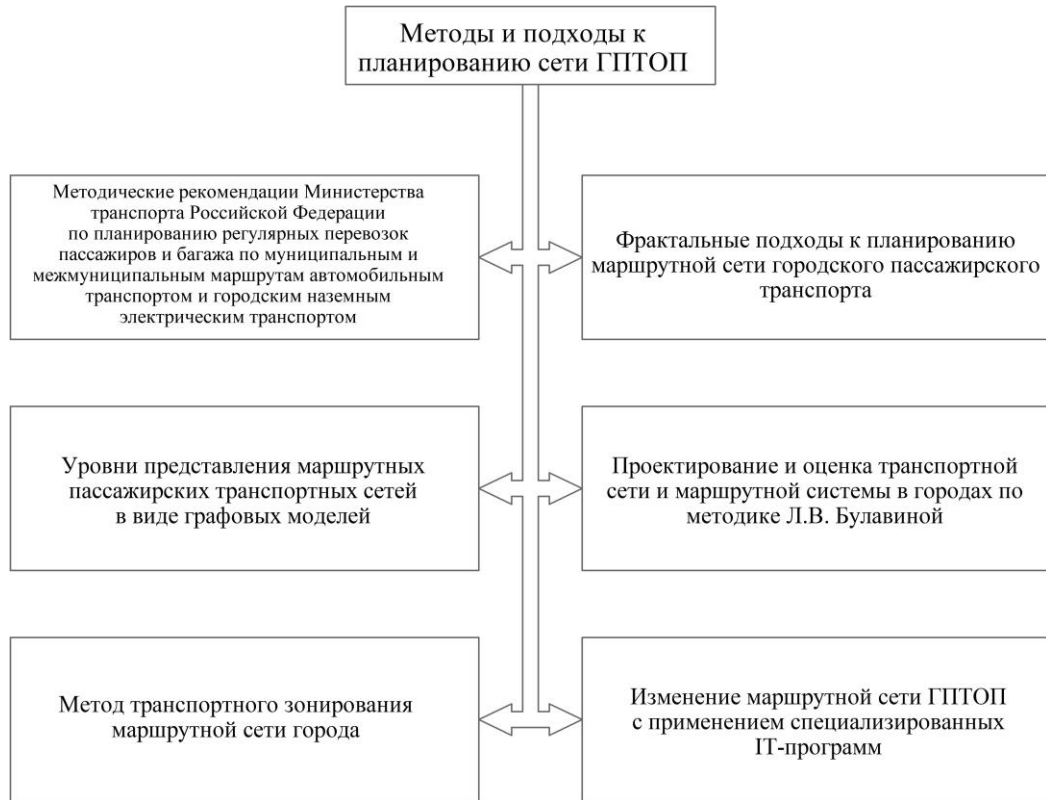 Методы и подходы к
планированию сети ГПТОП
Методические рекомендации Министерства
транспорта Российской Федерации
по планированию регулярных перевозок
пассажиров и багажа по муниципальным и
межмуниципальным маршрутам автомобильным
транспортом и городским наземным
электрическим транспортом
Фрактальные подходы к планированию
маршрутной сети городского пассажирского
транспорта
Уровни представления маршрутных
пассажирских транспортных сетей
в виде графовых моделей
Проектирование и оценка транспортной
сети и маршрутной системы в городах по
методике Л.В. Булавиной
Метод транспортного зонирования
маршрутной сети города
Изменение маршрутной сети ГПТОП
с применением специализированных
IT-программ